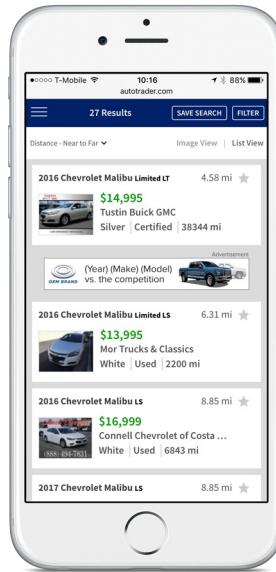 T-Mobile 10:16 88%
autotrader.com
27 Results SAVE SEARCH FILTER
Distance - Near to Far Image View | List View
2016 Chevrolet Malibu Limited LT 4.58 mi
$14,995
Tustin Buick GMC
Silver | Certified | 38344 mi
Advertisement
OEM BRAND
(Year) (Make) (Model)
vs. the competition
2016 Chevrolet Malibu Limited LS 6.31 mi
$13,995
Mor Trucks & Classics
White | Used | 2200 mi
2016 Chevrolet Malibu LS 8.85 mi
$16,999
Connell Chevrolet of Costa ...
White | Used | 6843 mi
(888) 494-7831
2017 Chevrolet Malibu LS 8.85 mi